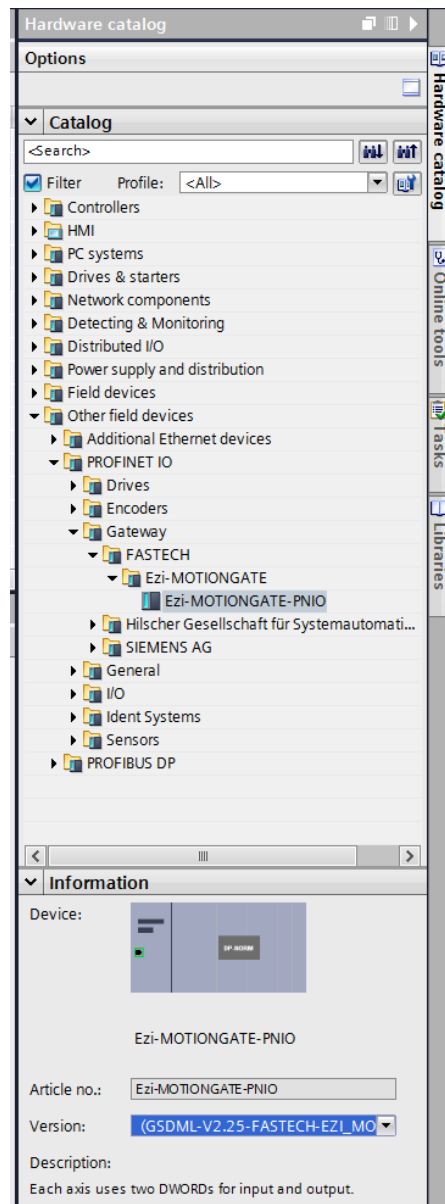 Hardware catalog
Options
Catalog
<Search>
Filter Profile: <All>
Controllers
HMI
PC systems
Drives & starters
Network components
Detecting & Monitoring
Distributed I/O
Power supply and distribution
Field devices
Other field devices
Additional Ethernet devices
PROFINET IO
Drives
Encoders
Gateway
FASTECH
Ezi-MOTIONGATE
Ezi-MOTIONGATE-PNIO
Hilscher Gesellschaft für Systemautomati...
SIEMENS AG
General
I/O
Ident Systems
Sensors
PROFIBUS DP
Information
Device:
DP-NORM
Ezi-MOTIONGATE-PNIO
Article no.: Ezi-MOTIONGATE-PNIO
Version: (GSDML-V2.25-FASTECH-EZI_MO
Description:
Each axis uses two DWORDs for input and output.
Hardware catalog
Online tools
Tasks
Libraries